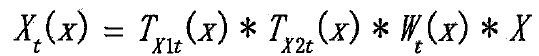 X_t(x) = T_{X1t}(x) * T_{X2t}(x) * W_t(x) * X